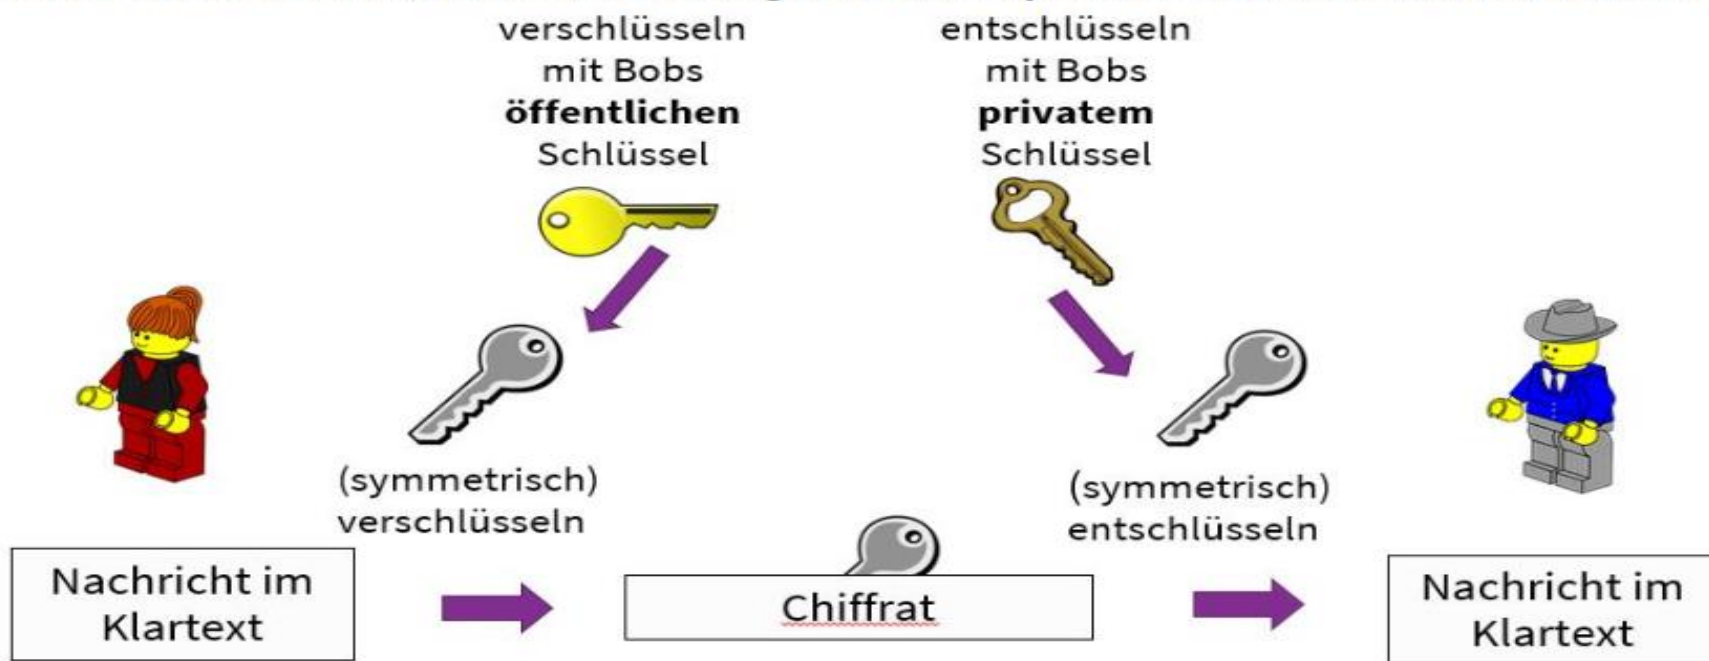 verschlüsseln
mit Bobs
öffentlichen
Schlüssel
entschlüsseln
mit Bobs
privatem
Schlüssel
(symmetrisch)
verschlüsseln
(symmetrisch)
entschlüsseln
Nachricht im
Klartext
Chiffrat
Nachricht im
Klartext